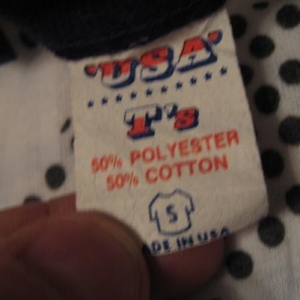 'USA'
T's
50% POLYESTER
50% COTTON
S
ADE IN USA